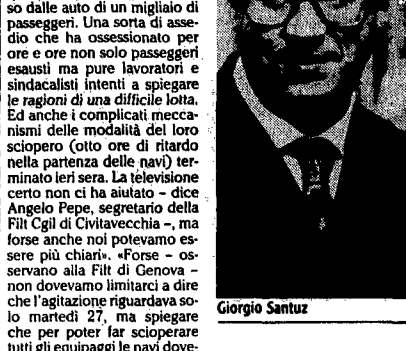 so dalle auto di un migliaio di
passeggeri. Una sorta di asse-
dio che ha ossessionato per
ore e ore non solo passeggeri
esausti ma pure lavoratori e
sindacalisti intenti a spiegare
le ragioni di una difficile lotta.
Ed anche i complicati mecca-
nismi delle modalità del loro
sciopero (otto ore di ritardo
nella partenza delle navi) ter-
minato ieri sera. La televisione
certo non ci ha aiutato – dice
Angelo Pepe, segretario della
Filt Cgil di Civitavecchia –, ma
forse anche noi potevamo es-
sere più chiari». «Forse – os-
servano alla Filt di Genova –
non dovevamo limitarci a dire
che l'agitazione riguardava so-
lo martedì 27, ma spiegare
che per poter far scioperare
tutti gli equipaggi le navi dove-
Giorgio Santuz